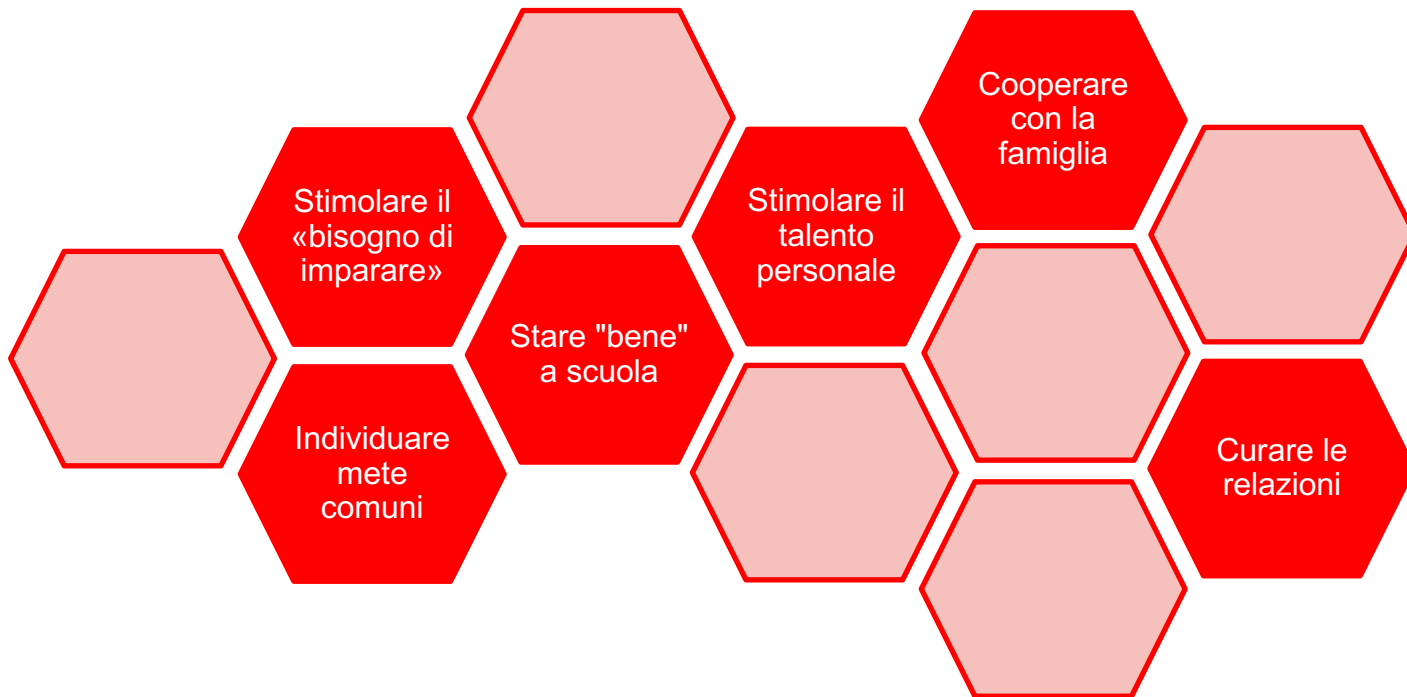 Cooperare
con la
famiglia
Stimolare il
«bisogno di
imparare»
Stimolare il
talento
personale
Stare "bene"
a scuola
Individuare
mete
comuni
Curare le
relazioni